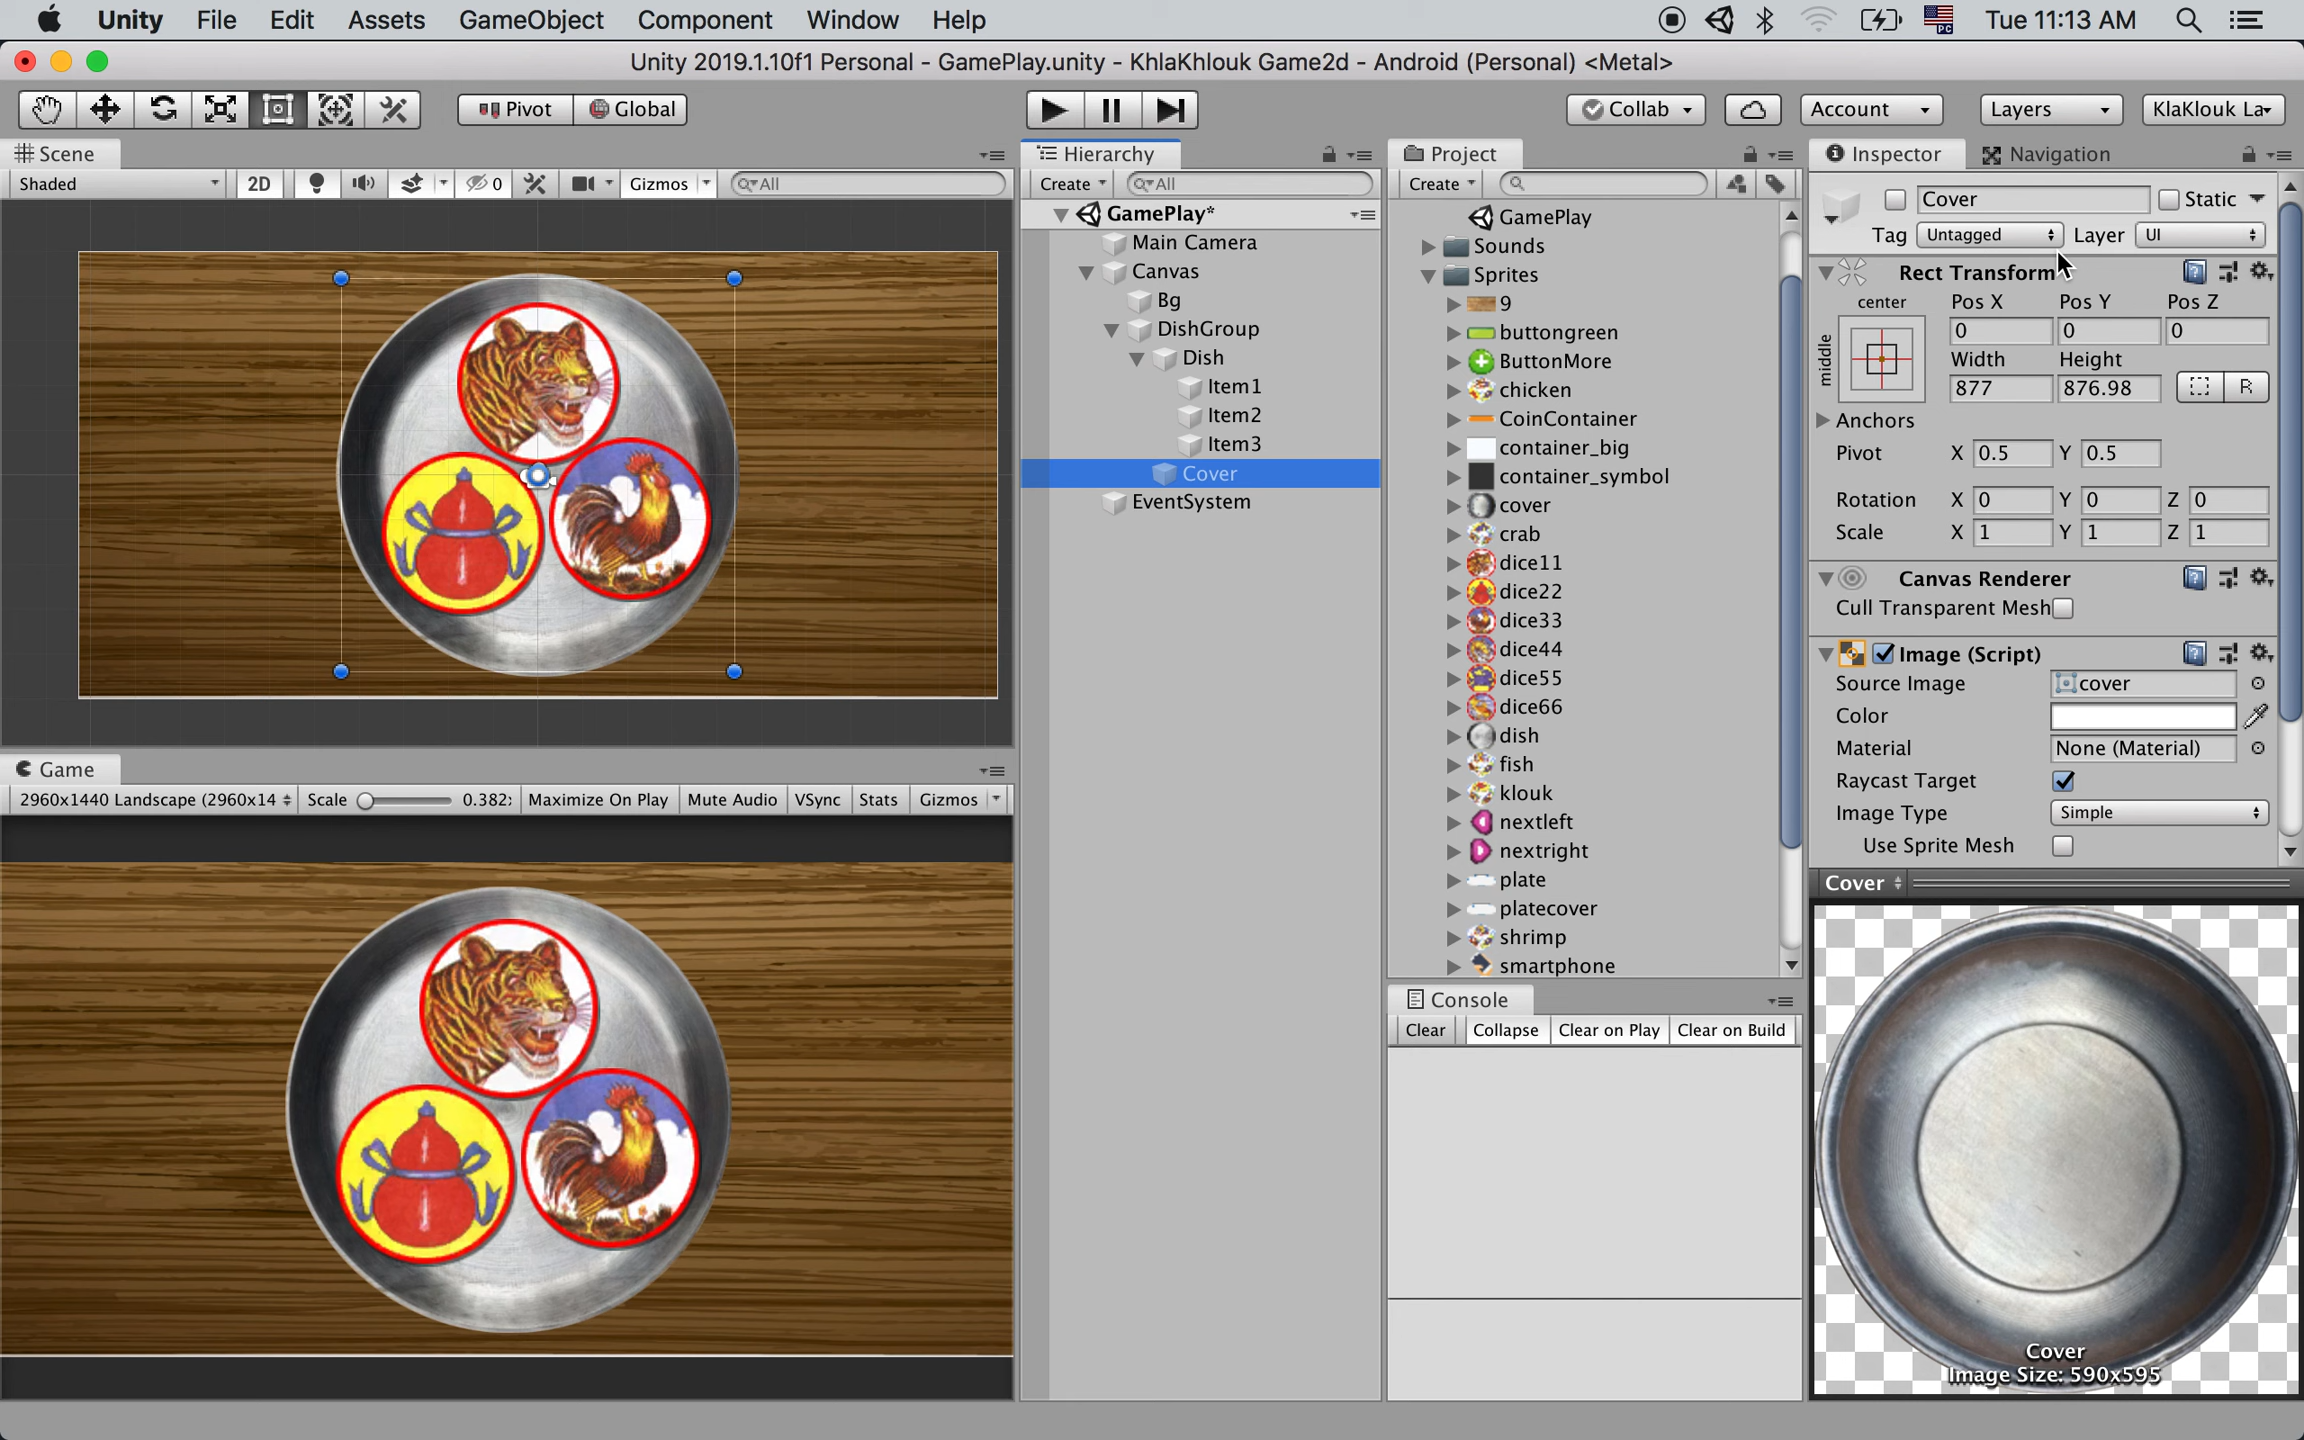 Unity File Edit Assets GameObject Component Window Help Tue 11:13 AM
Unity 2019.1.10f1 Personal - GamePlay.unity - KhlaKhlouk Game2d - Android (Personal) <Metal>
Pivot Global Collab Account Layers KlaKlouk La
Scene
Shaded 2D 0 Gizmos All
Game
2960x1440 Landscape (2960x14 Scale 0.382: Maximize On Play Mute Audio VSync Stats Gizmos
Hierarchy
Create All
GamePlay*
Main Camera
Canvas
Bg
DishGroup
Dish
Item1
Item2
Item3
Cover
EventSystem
Project
Create
GamePlay
Sounds
Sprites
9
buttongreen
ButtonMore
chicken
CoinContainer
container_big
container_symbol
cover
crab
dice11
dice22
dice33
dice44
dice55
dice66
dish
fish
klouk
nextleft
nextright
plate
platecover
shrimp
smartphone
Console
Clear Collapse Clear on Play Clear on Build
Inspector Navigation
Cover Static
Tag Untagged Layer UI
Rect Transform
center Pos X Pos Y Pos Z
middle
0 0 0
Width Height
877 876.98 R
Anchors
Pivot X 0.5 Y 0.5
Rotation X 0 Y 0 Z 0
Scale X 1 Y 1 Z 1
Canvas Renderer
Cull Transparent Mesh
Image (Script)
Source Image cover
Color
Material None (Material)
Raycast Target
Image Type Simple
Use Sprite Mesh
Cover
Cover
Image Size: 590x595